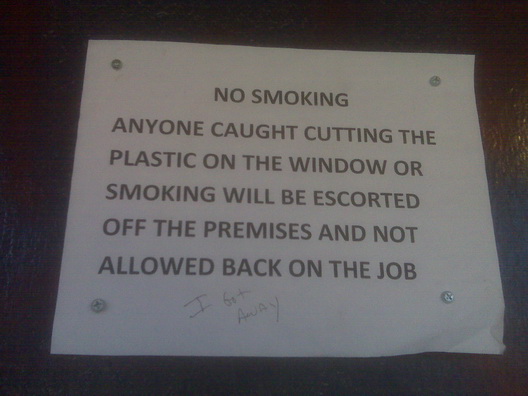 NO SMOKING
ANYONE CAUGHT CUTTING THE
PLASTIC ON THE WINDOW OR
SMOKING WILL BE ESCORTED
OFF THE PREMISES AND NOT
ALLOWED BACK ON THE JOB
I Got
AWAY